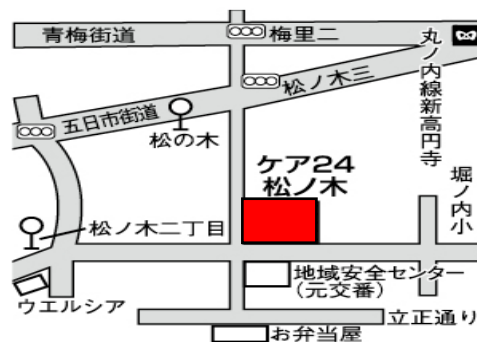 青梅街道
梅里二
丸ノ内線新高円寺
松ノ木三
五日市街道
松の木
ケア24
松ノ木
堀ノ内小
松ノ木二丁目
地域安全センター
(元交番)
ウエルシア
立正通り
お弁当屋